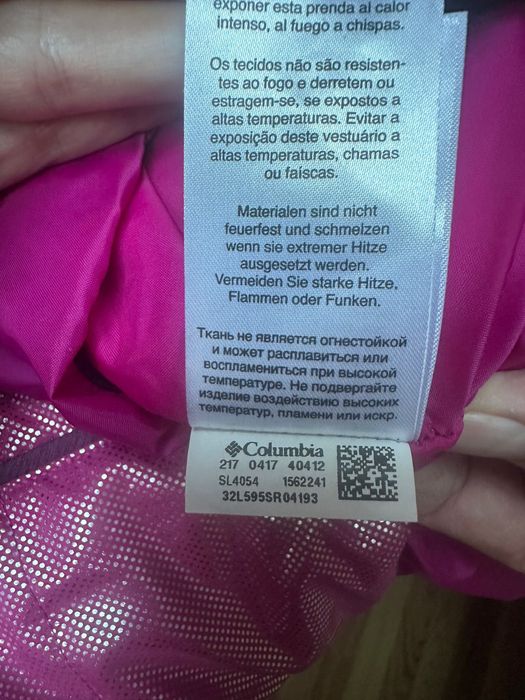 exponer esta prenda al calor
intenso, al fuego a chispas.
Os tecidos não são resisten-
tes ao fogo e derretem ou
estragem-se, se expostos a
altas temperaturas. Evitar a
exposição deste vestuário a
altas temperaturas, chamas
ou faíscas.
Materialen sind nicht
feuerfest und schmelzen
wenn sie extremer Hitze
ausgesetzt werden.
Vermeiden Sie starke Hitze,
Flammen oder Funken.
Ткань не является огнестойкой
и может расплавиться или
воспламениться при высокой
температуре. Не подвергайте
изделие воздействию высоких
температур, пламени или искр.
Columbia
217 0417 40412
SL4054 1562241
32L595SR04193